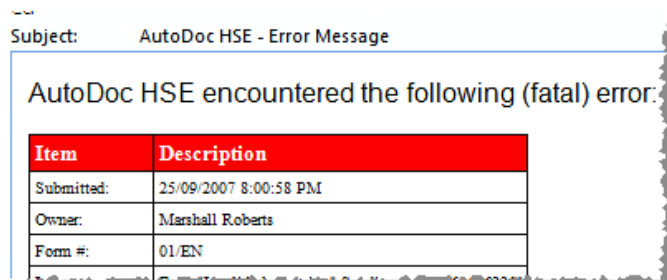 Subject: AutoDoc HSE - Error Message
AutoDoc HSE encountered the following (fatal) error:
Item Description
Submitted: 25/09/2007 8:00:58 PM
Owner: Marshall Roberts
Form #: 01/EN